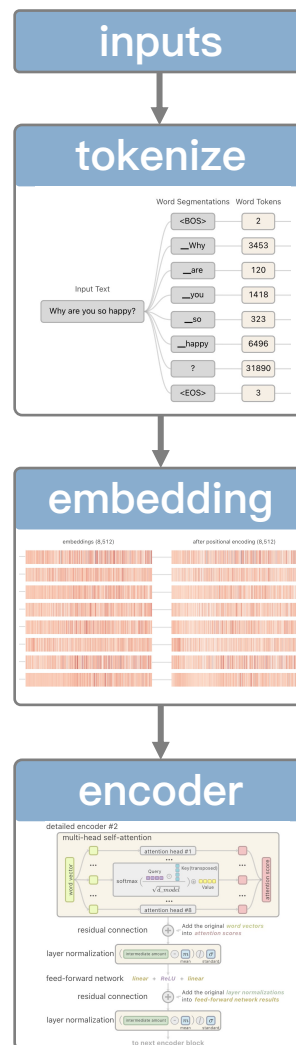 inputs
tokenize
Word Segmentations Word Tokens
<BOS> 2
__Why 3453
__are 120
Input Text
__you 1418
Why are you so happy?
__so 323
__happy 6496
? 31890
<EOS> 3
embedding
embeddings (8,512) after positional encoding (8,512)
encoder
detailed encoder #2
multi-head self-attention
attention head #1
...
word vector
Query
Key(transposed)
softmax
√d_model
Value
attention score
...
attention head #8
residual connection
Add the original word vectors
into attention scores
layer normalization
intermediate amount
m
σ
mean
standard
feed-forward network linear + ReLU + linear
residual connection
Add the original layer normalizations
into feed-forward network results
layer normalization
intermediate amount
m
σ
mean
standard
to next encoder block